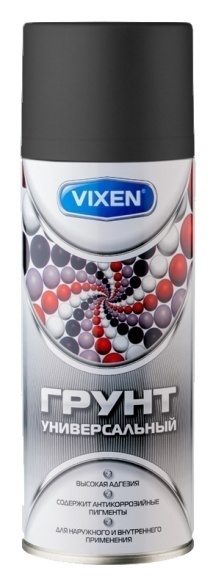 VIXEN®
ГРУНТ
УНИВЕРСАЛЬНЫЙ
ВЫСОКАЯ АДГЕЗИЯ
СОДЕРЖИТ АНТИКОРРОЗИЙНЫЕ
ПИГМЕНТЫ
ДЛЯ НАРУЖНОГО И ВНУТРЕННЕГО
ПРИМЕНЕНИЯ